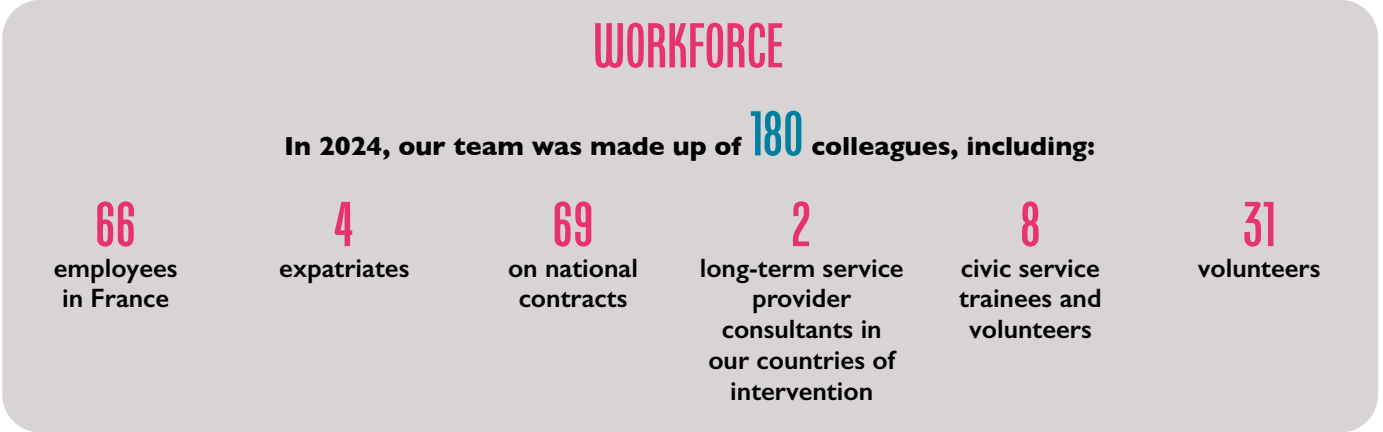 WORKFORCE
In 2024, our team was made up of 180 colleagues, including:
66
employees
in France
4
expatriates
69
on national
contracts
2
long-term service
provider
consultants in
our countries of
intervention
8
civic service
trainees and
volunteers
31
volunteers